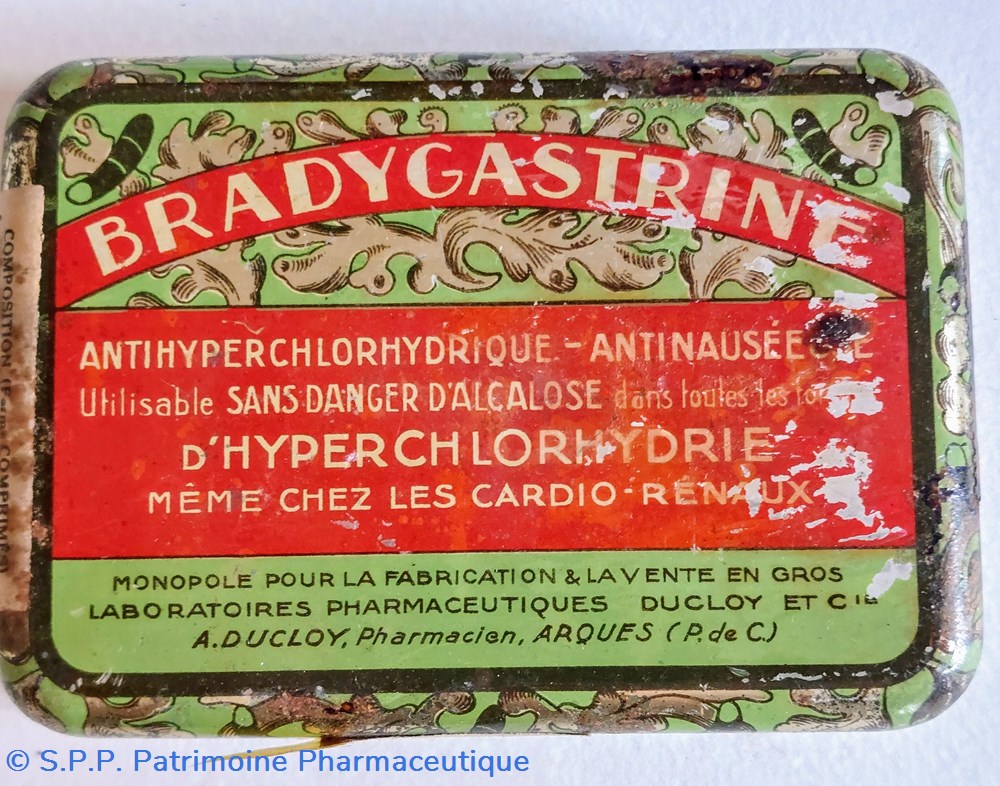 BRADYGASTRINE
ANTIHYPERCHLORHYDRIQUE - ANTINAUSÉEUSE
Utilisable SANS DANGER D'ALCALOSE dans toutes les
D'HYPERCHLORHYDRIE
MÊME CHEZ LES CARDIO-RÉNAUX
MONOPOLE POUR LA FABRICATION & LA VENTE EN GROS
LABORATOIRES PHARMACEUTIQUES DUCLOY ET CIE
A. DUCLOY, Pharmacien, ARQUES (P. de C.)
COMPOSITION
© S.P.P. Patrimoine Pharmaceutique